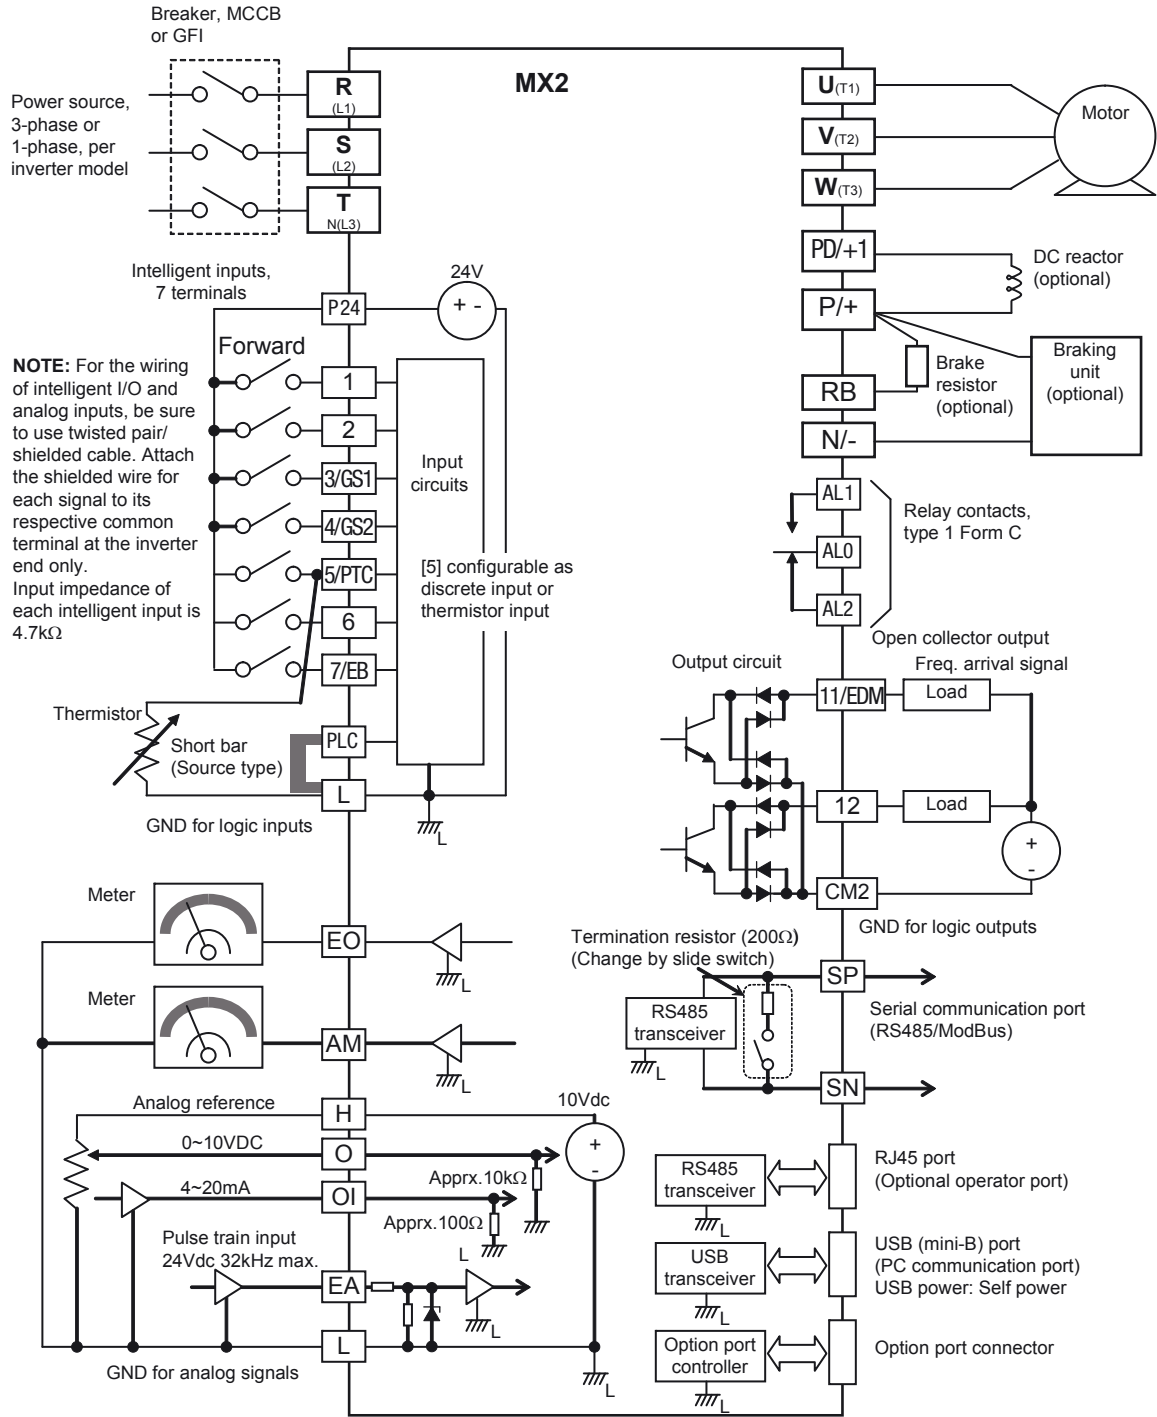 Breaker, MCCB
or GFI
MX2
Power source,
3-phase or
1-phase, per
inverter model
R
(L1)
S
(L2)
T
N(L3)
U(T1)
V(T2)
W(T3)
Motor
PD/+1
P/+
DC reactor
(optional)
Brake
resistor
(optional)
Braking
unit
(optional)
RB
N/-
Intelligent inputs,
7 terminals
24V
+ -
P24
Forward
NOTE: For the wiring
of intelligent I/O and
analog inputs, be sure
to use twisted pair/
shielded cable. Attach
the shielded wire for
each signal to its
respective common
terminal at the inverter
end only.
Input impedance of
each intelligent input is
4.7kΩ
1
2
3/GS1
4/GS2
5/PTC
6
7/EB
Input
circuits
[5] configurable as
discrete input or
thermistor input
AL1
AL0
AL2
Relay contacts,
type 1 Form C
Thermistor
Short bar
(Source type)
PLC
L
GND for logic inputs
L
Open collector output
Output circuit
Freq. arrival signal
11/EDM
Load
12
Load
+
-
CM2
GND for logic outputs
Meter
EO
L
Meter
AM
L
Termination resistor (200Ω)
(Change by slide switch)
SP
RS485
transceiver
L
Serial communication port
(RS485/ModBus)
SN
Analog reference
H
10Vdc
+
-
0~10VDC
O
Apprx.10kΩ
4~20mA
OI
Apprx.100Ω
Pulse train input
24Vdc 32kHz max.
L
EA
L
L
GND for analog signals
L
RS485
transceiver
L
RJ45 port
(Optional operator port)
USB
transceiver
L
USB (mini-B) port
(PC communication port)
USB power: Self power
Option port
controller
L
Option port connector